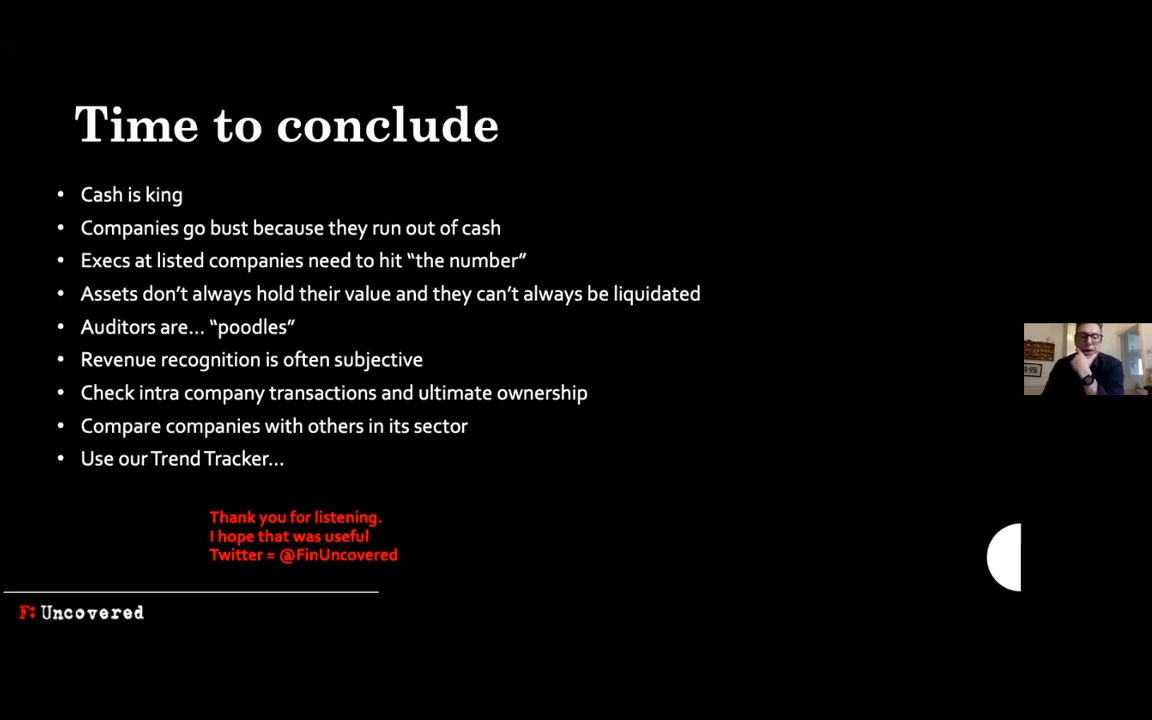 Time to conclude
• Cash is king
• Companies go bust because they run out of cash
• Execs at listed companies need to hit “the number”
• Assets don’t always hold their value and they can’t always be liquidated
• Auditors are... “poodles”
• Revenue recognition is often subjective
• Check intra company transactions and ultimate ownership
• Compare companies with others in its sector
• Use our Trend Tracker...
Thank you for listening.
I hope that was useful
Twitter = @FinUncovered
F: Uncovered